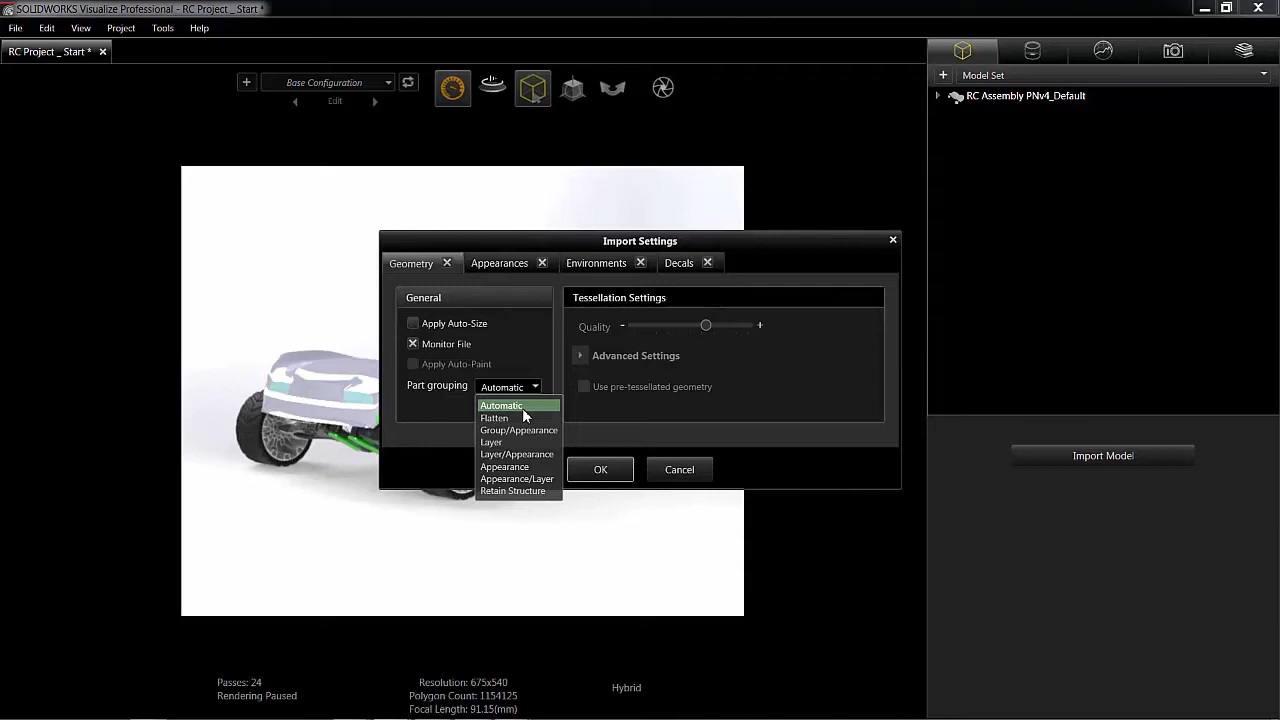 SOLIDWORKS Visualize Professional - RC Project _ Start *
File Edit View Project Tools Help
RC Project _ Start *
Base Configuration
Edit
Model Set
RC Assembly PNv4_Default
Import Settings
Geometry Appearances Environments Decals
General
Apply Auto-Size
Monitor File
Apply Auto-Paint
Part grouping Automatic
Automatic
Flatten
Group/Appearance
Layer
Layer/Appearance
Appearance
Appearance/Layer
Retain Structure
Tessellation Settings
Quality - +
Advanced Settings
Use pre-tessellated geometry
OK Cancel
Import Model
Passes: 24
Rendering Paused
Resolution: 675x540
Polygon Count: 1154125
Focal Length: 91.15(mm)
Hybrid